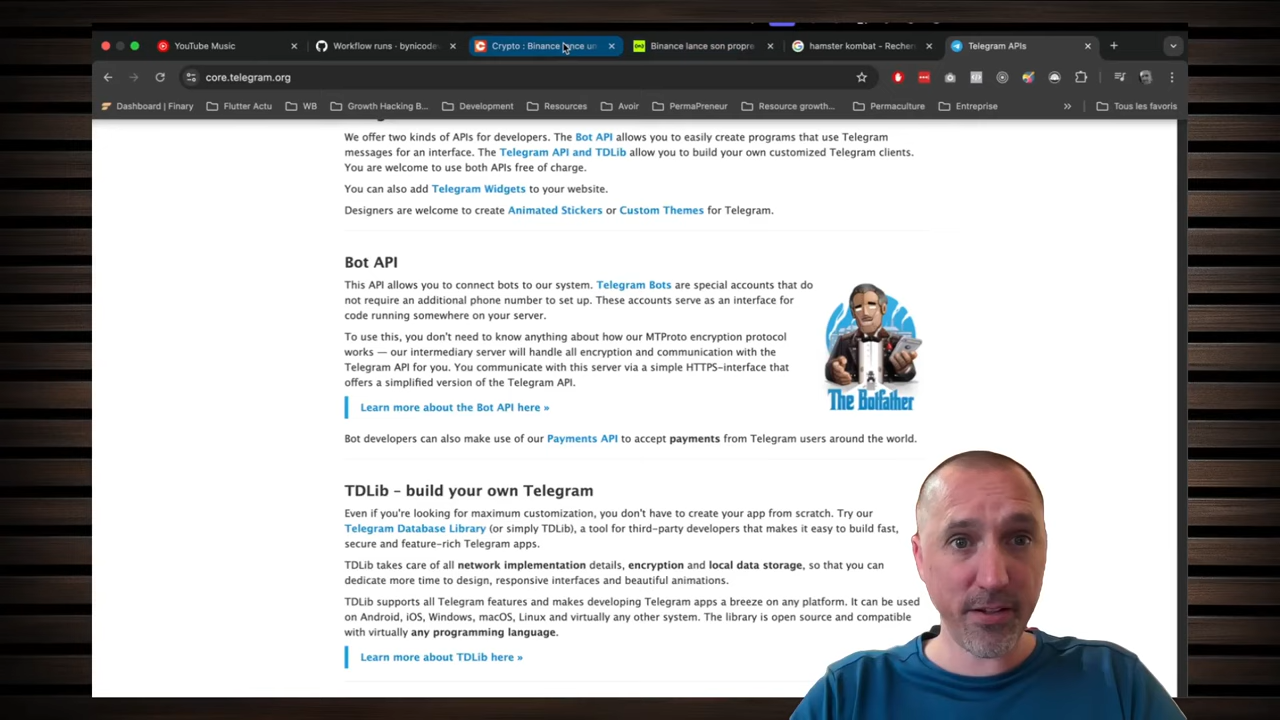 YouTube Music
Workflow runs - bynicodev
Crypto : Binance lance un
Binance lance son propre
hamster kombat - Recher
Telegram APIs
core.telegram.org
Dashboard | Finary
Flutter Actu
WB
Growth Hacking B...
Development
Resources
Avoir
PermaPreneur
Resource growth...
Permaculture
Entreprise
»
Tous les favoris
We offer two kinds of APIs for developers. The Bot API allows you to easily create programs that use Telegram
messages for an interface. The Telegram API and TDLib allow you to build your own customized Telegram clients.
You are welcome to use both APIs free of charge.
You can also add Telegram Widgets to your website.
Designers are welcome to create Animated Stickers or Custom Themes for Telegram.
Bot API
This API allows you to connect bots to our system. Telegram Bots are special accounts that do
not require an additional phone number to set up. These accounts serve as an interface for
code running somewhere on your server.
To use this, you don't need to know anything about how our MTProto encryption protocol
works — our intermediary server will handle all encryption and communication with the
Telegram API for you. You communicate with this server via a simple HTTPS-interface that
offers a simplified version of the Telegram API.
The Botfather
Learn more about the Bot API here »
Bot developers can also make use of our Payments API to accept payments from Telegram users around the world.
TDLib – build your own Telegram
Even if you're looking for maximum customization, you don't have to create your app from scratch. Try our
Telegram Database Library (or simply TDLib), a tool for third-party developers that makes it easy to build fast,
secure and feature-rich Telegram apps.
TDLib takes care of all network implementation details, encryption and local data storage, so that you can
dedicate more time to design, responsive interfaces and beautiful animations.
TDLib supports all Telegram features and makes developing Telegram apps a breeze on any platform. It can be used
on Android, iOS, Windows, macOS, Linux and virtually any other system. The library is open source and compatible
with virtually any programming language.
Learn more about TDLib here »